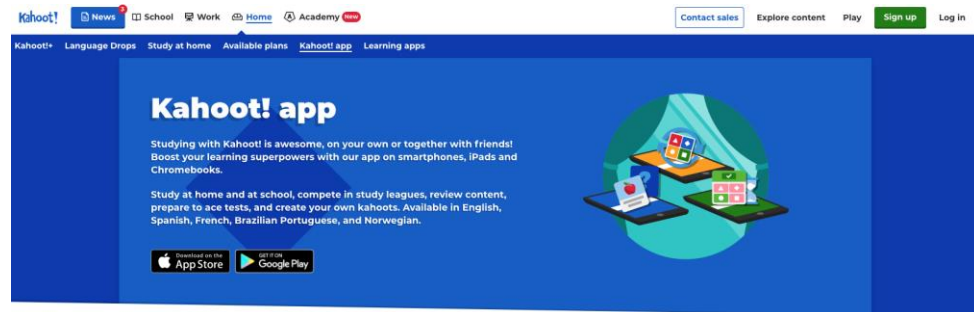 Kahoot! 2 News School Work Home Academy New Contact sales Explore content Play Sign up Log in
Kahoot!+ Language Drops Study at home Available plans Kahoot! app Learning apps
Kahoot! app
Studying with Kahoot! is awesome, on your own or together with friends!
Boost your learning superpowers with our app on smartphones, iPads and
Chromebooks.
Study at home and at school, compete in study leagues, review content,
prepare to ace tests, and create your own kahoots. Available in English,
Spanish, French, Brazilian Portuguese, and Norwegian.
Download on the GET IT ON
App Store Google Play